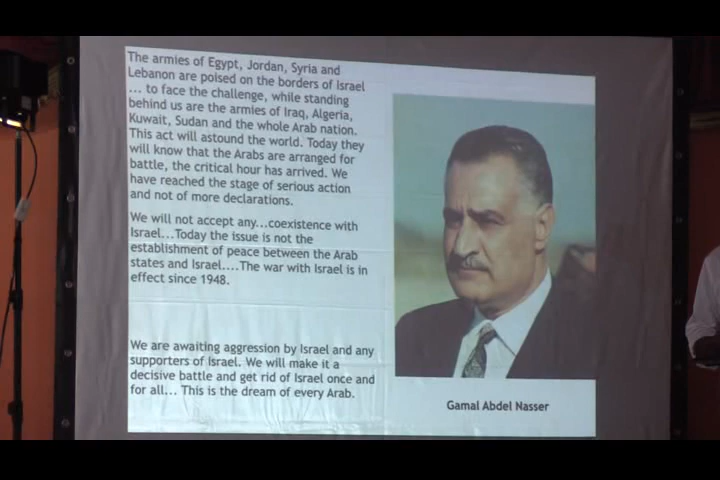 The armies of Egypt, Jordan, Syria and
Lebanon are poised on the borders of Israel
... to face the challenge, while standing
behind us are the armies of Iraq, Algeria,
Kuwait, Sudan and the whole Arab nation.
This act will astound the world. Today they
will know that the Arabs are arranged for
battle, the critical hour has arrived. We
have reached the stage of serious action
and not of more declarations.
We will not accept any...coexistence with
Israel...Today the issue is not the
establishment of peace between the Arab
states and Israel....The war with Israel is in
effect since 1948.
We are awaiting aggression by Israel and any
supporters of Israel. We will make it a
decisive battle and get rid of Israel once and
for all... This is the dream of every Arab.
Gamal Abdel Nasser